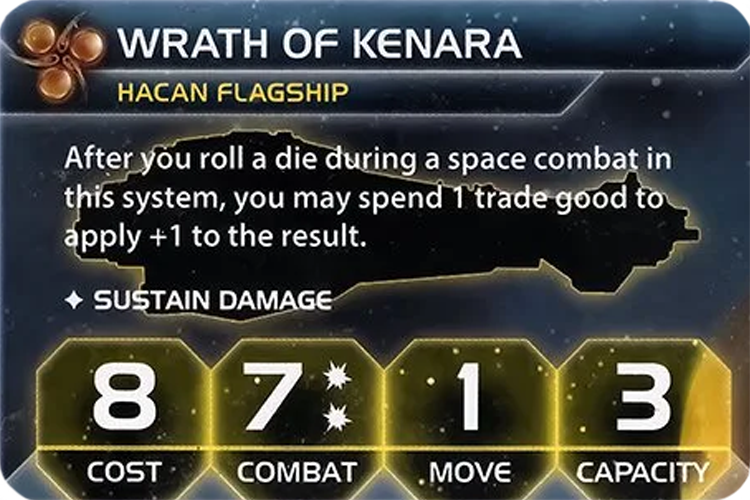 WRATH OF KENARA
HACAN FLAGSHIP
After you roll a die during a space combat in
this system, you may spend 1 trade good to
apply +1 to the result.
✦ SUSTAIN DAMAGE
8 7 1 3
COST COMBAT MOVE CAPACITY